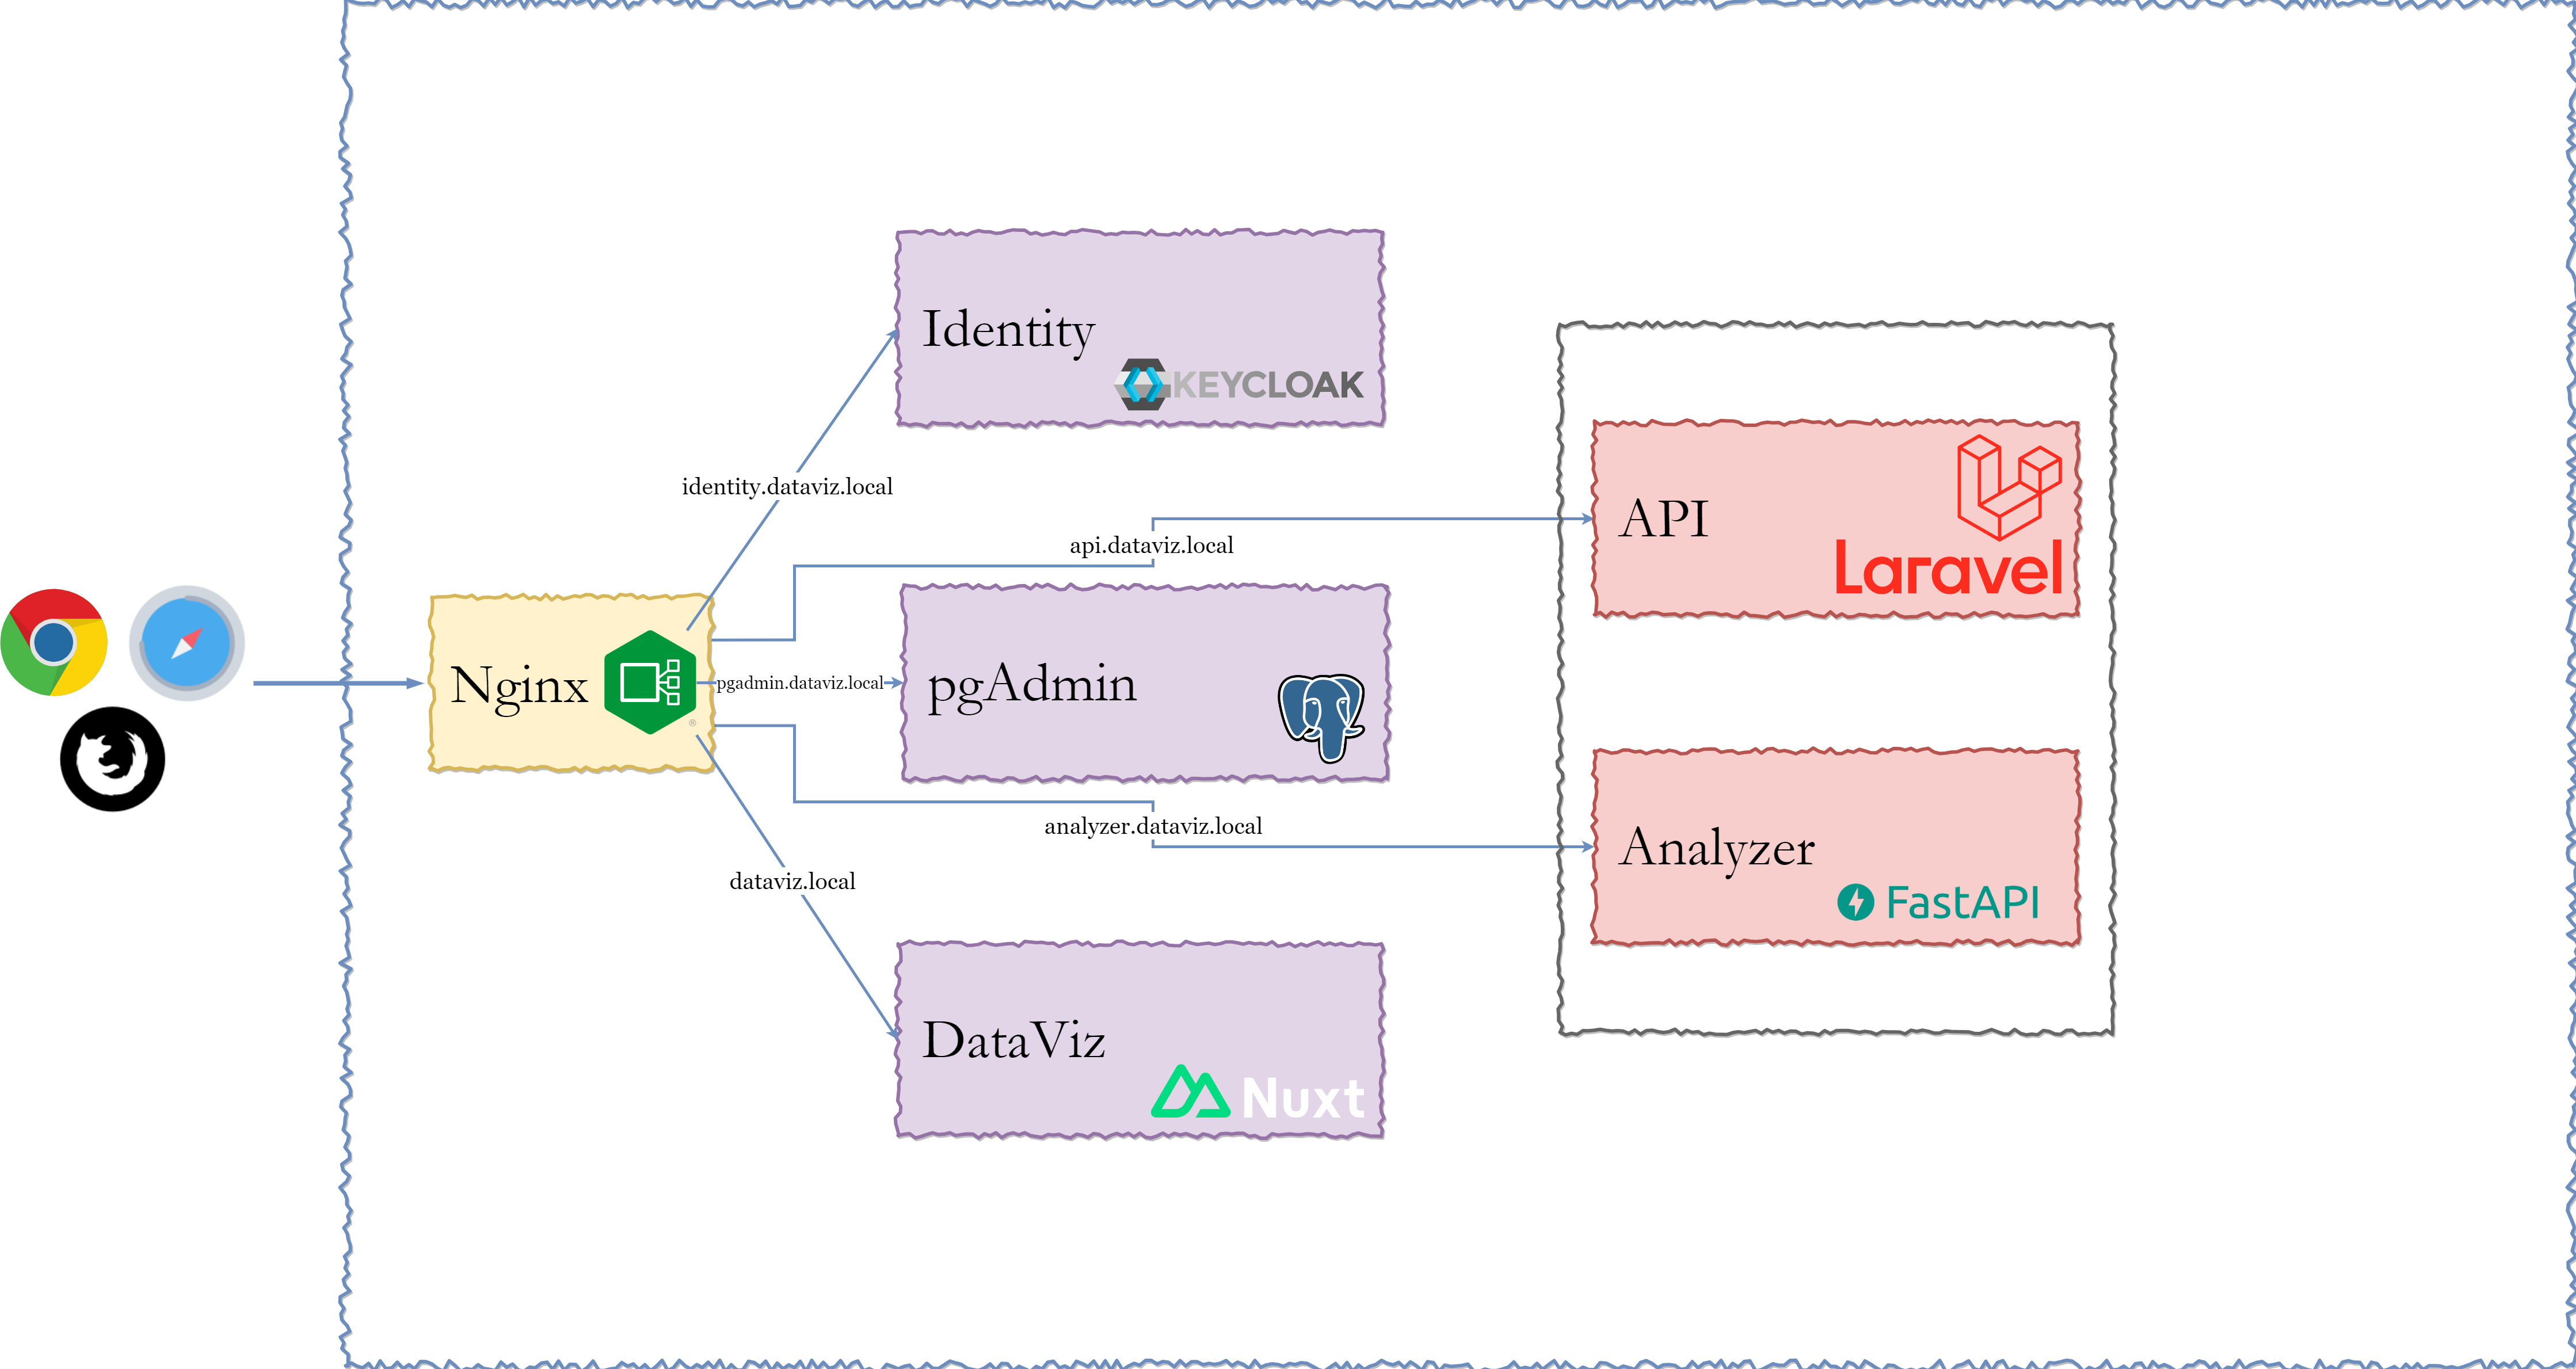 Identity
KEYCLOAK
identity.dataviz.local
api.dataviz.local
API
Laravel
Nginx
®
pgadmin.dataviz.local
pgAdmin
analyzer.dataviz.local
Analyzer
FastAPI
dataviz.local
DataViz
Nuxt